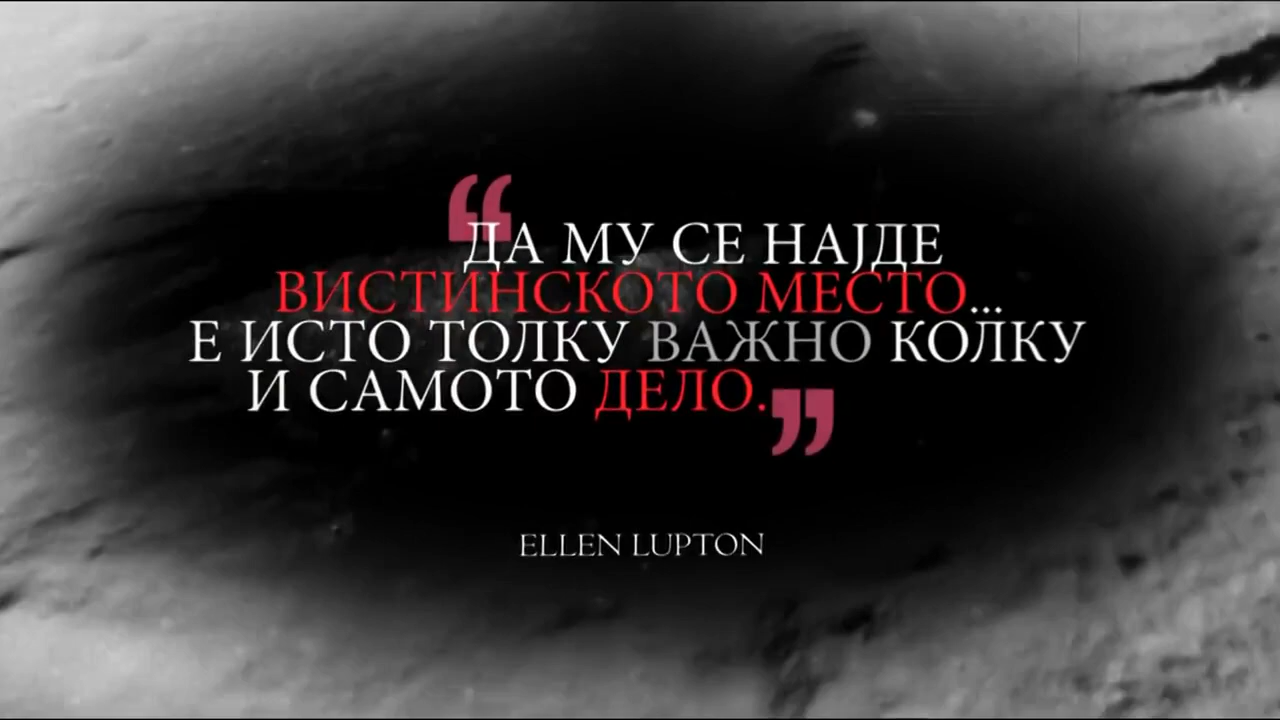 “ДА МУ СЕ НАЈДЕ
ВИСТИНСКОТО МЕСТО...
Е ИСТО ТОЛКУ ВАЖНО КОЛКУ
И САМОТО ДЕЛО.”
ELLEN LUPTON